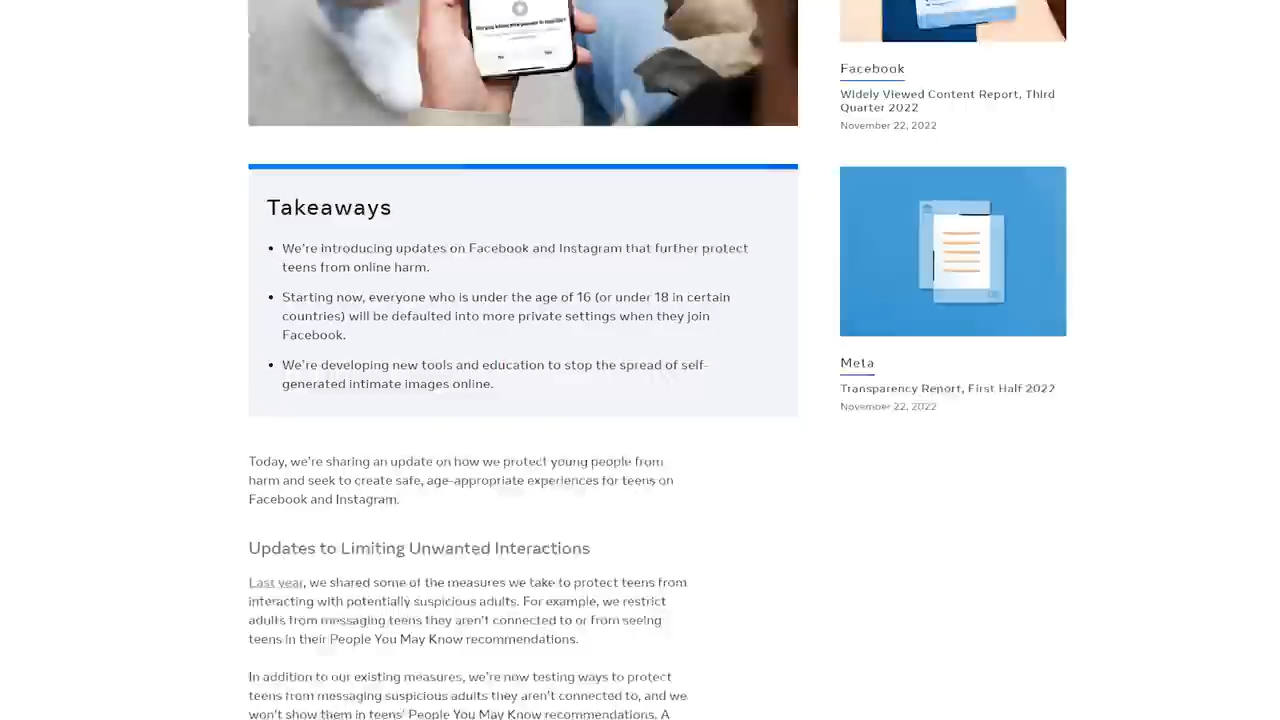 Takeaways
We're introducing updates on Facebook and Instagram that further protect
teens from online harm.
Starting now, everyone who is under the age of 16 (or under 18 in certain
countries) will be defaulted into more private settings when they join
Facebook.
We're developing new tools and education to stop the spread of self-
generated intimate images online.
Today, we're sharing an update on how we protect young people from
harm and seek to create safe, age-appropriate experiences for teens on
Facebook and Instagram.
Updates to Limiting Unwanted Interactions
Last year, we shared some of the measures we take to protect teens from
interacting with potentially suspicious adults. For example, we restrict
adults from messaging teens they aren't connected to or from seeing
teens in their People You May Know recommendations.
In addition to our existing measures, we're now testing ways to protect
teens from messaging suspicious adults they aren't connected to, and we
won't show them in teens' People You May Know recommendations. A
Facebook
Widely Viewed Content Report, Third
Quarter 2022
November 22, 2022
Meta
Transparency Report, First Half 2022
November 22, 2022